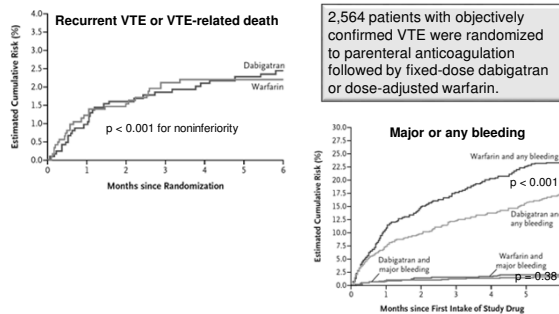 Recurrent VTE or VTE-related death
Estimated Cumulative Risk (%)
4.0
3.5
3.0
2.5
2.0
1.5
1.0
0.5
0.0
Dabigatran
Warfarin
p < 0.001 for noninferiority
0 1 2 3 4 5 6
Months since Randomization
2,564 patients with objectively
confirmed VTE were randomized
to parenteral anticoagulation
followed by fixed-dose dabigatran
or dose-adjusted warfarin.
Major or any bleeding
Estimated Cumulative Risk (%)
30.0
27.5
25.0
22.5
20.0
17.5
15.0
12.5
10.0
7.5
5.0
2.5
0.0
Warfarin and any bleeding
p < 0.001
Dabigatran and
any bleeding
Dabigatran and
major bleeding
Warfarin and
major bleeding
p = 0.38
0 1 2 3 4 5
Months since First Intake of Study Drug